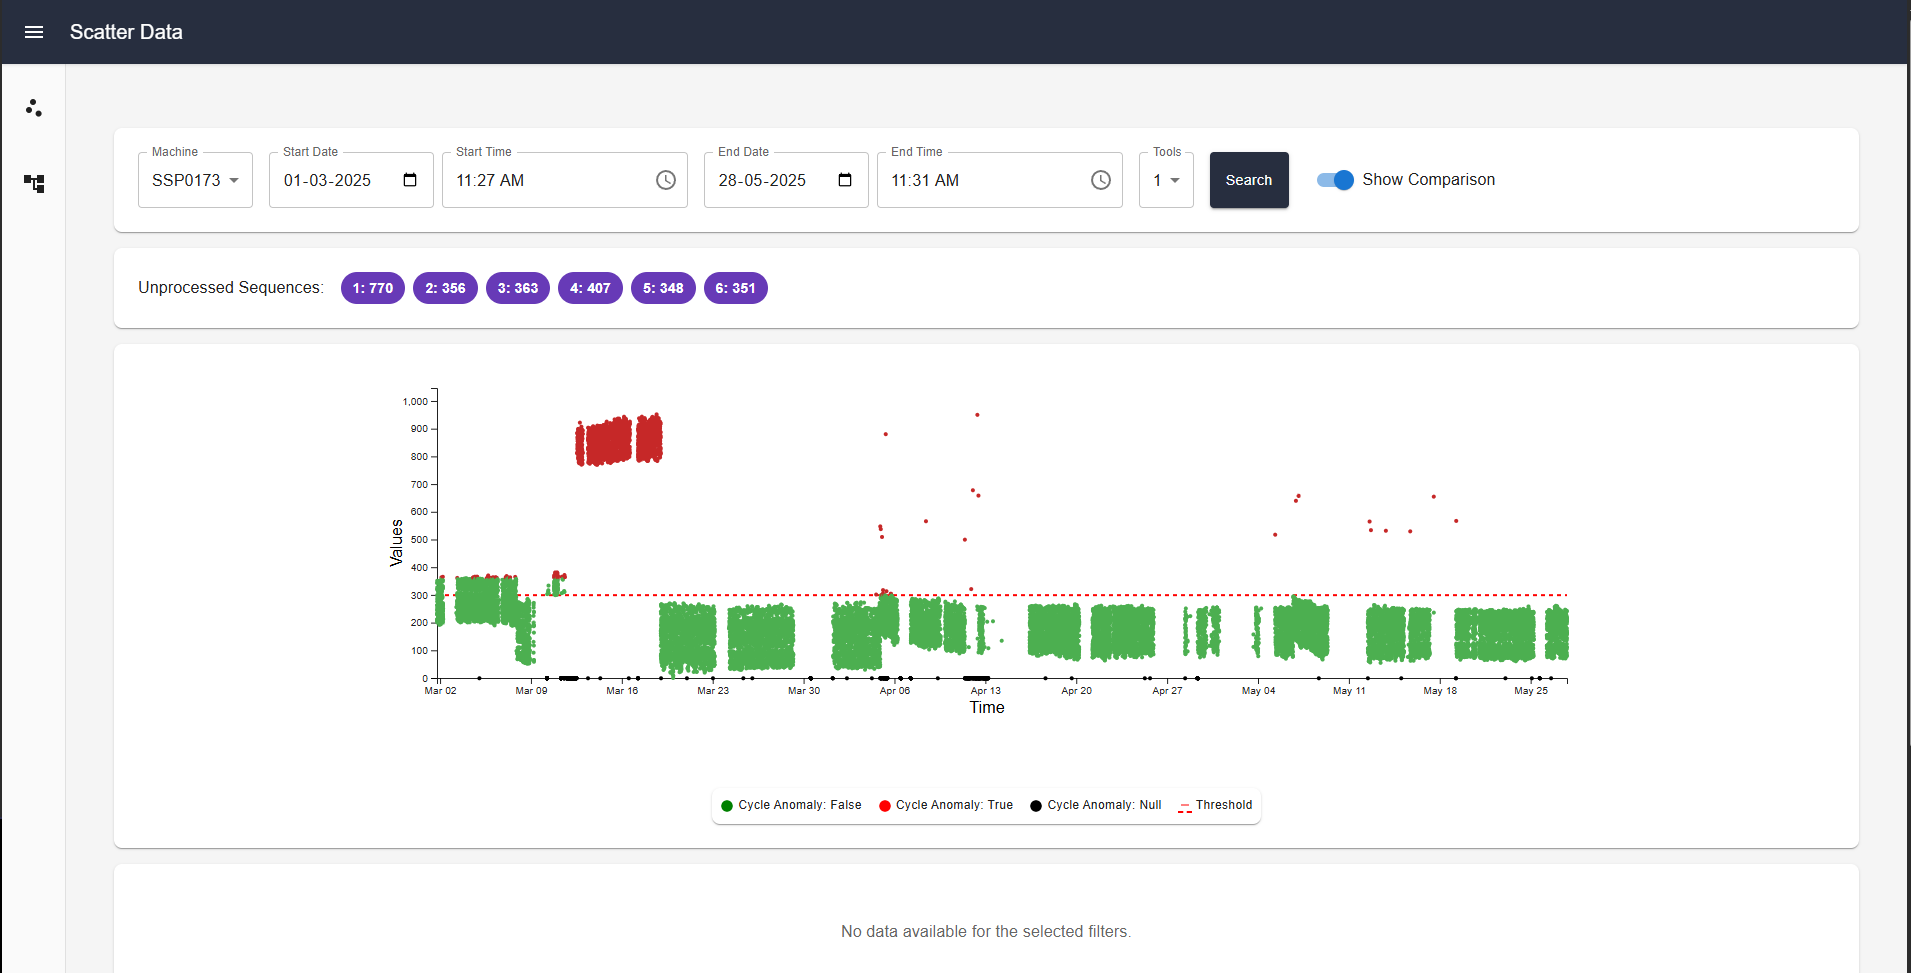 Scatter Data
Machine
SSP0173
Start Date
01-03-2025
Start Time
11:27 AM
End Date
28-05-2025
End Time
11:31 AM
Tools
1
Search
Show Comparison
Unprocessed Sequences: 1: 770 2: 356 3: 363 4: 407 5: 348 6: 351
1,000
900
800
700
600
500
400
300
200
100
0
Values
Mar 02 Mar 09 Mar 16 Mar 23 Mar 30 Apr 06 Apr 13 Apr 20 Apr 27 May 04 May 11 May 18 May 25
Time
Cycle Anomaly: False Cycle Anomaly: True Cycle Anomaly: Null Threshold
No data available for the selected filters.